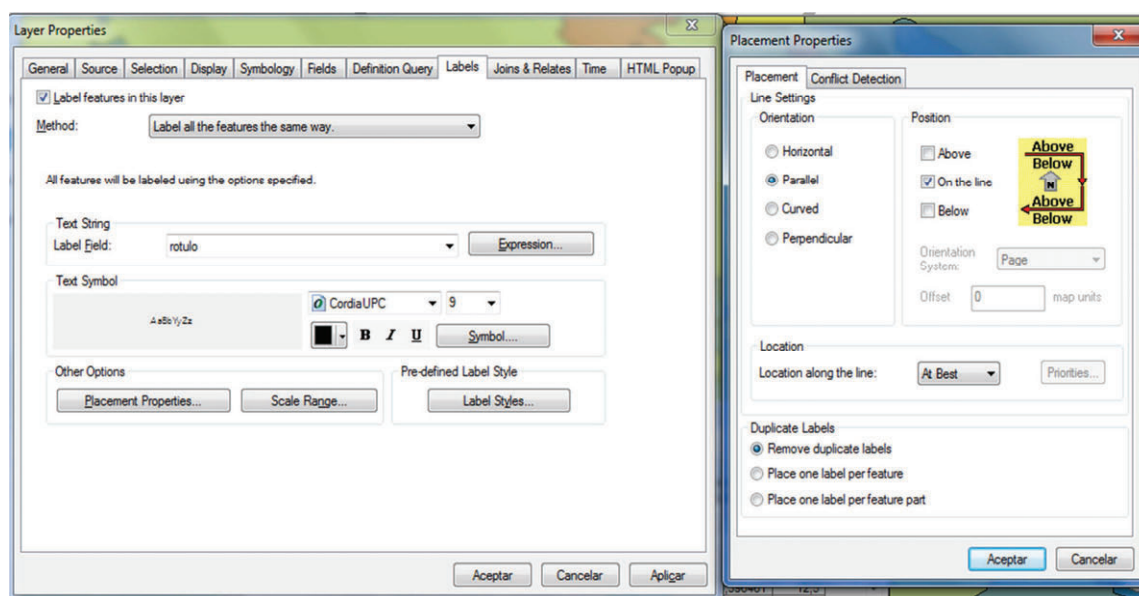 Layer Properties
General Source Selection Display Symbology Fields Definition Query Labels Joins & Relates Time HTML Popup
Label features in this layer
Method: Label all the features the same way.
All features will be labeled using the options specified.
Text String
Label Field: rotulo Expression...
Text Symbol
AaBbYyZz
CordiaUPC 9
B I U Symbol...
Other Options
Placement Properties... Scale Range...
Pre-defined Label Style
Label Styles...
Aceptar Cancelar Aplicar
Placement Properties
Placement Conflict Detection
Line Settings
Orientation
Horizontal
Parallel
Curved
Perpendicular
Position
Above
On the line
Below
Above
Below
N
Above
Below
Orientation
System: Page
Offset 0 map units
Location
Location along the line: At Best Priorities...
Duplicate Labels
Remove duplicate labels
Place one label per feature
Place one label per feature part
Aceptar Cancelar